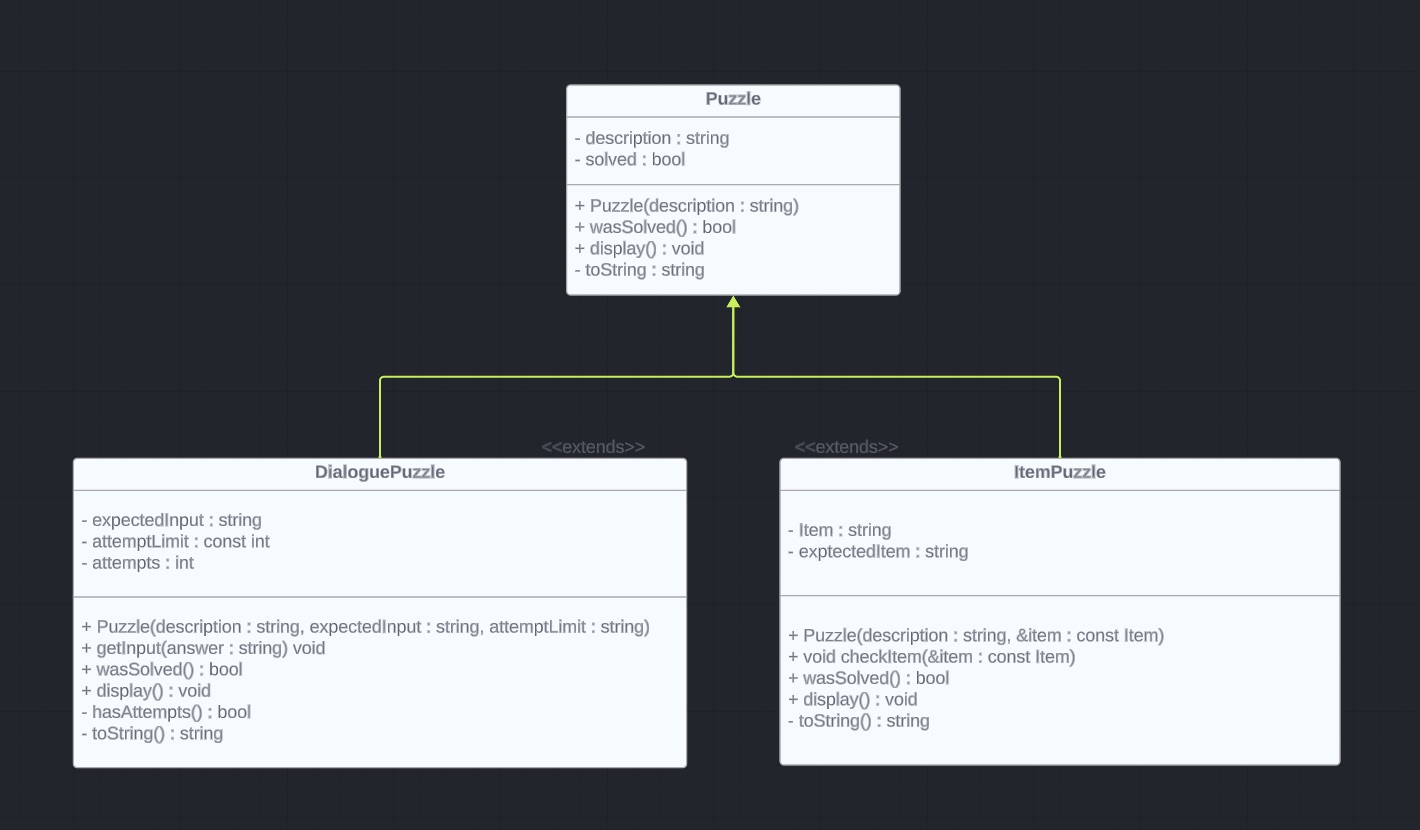 Puzzle
- description : string
- solved : bool
+ Puzzle(description : string)
+ wasSolved() : bool
+ display() : void
- toString : string
<<extends>>
<<extends>>
DialoguePuzzle
- expectedInput : string
- attemptLimit : const int
- attempts : int
+ Puzzle(description : string, expectedInput : string, attemptLimit : string)
+ getInput(answer : string) void
+ wasSolved() : bool
+ display() : void
- hasAttempts() : bool
- toString() : string
ItemPuzzle
- Item : string
- exptectedItem : string
+ Puzzle(description : string, &item : const Item)
+ void checkItem(&item : const Item)
+ wasSolved() : bool
+ display() : void
- toString() : string